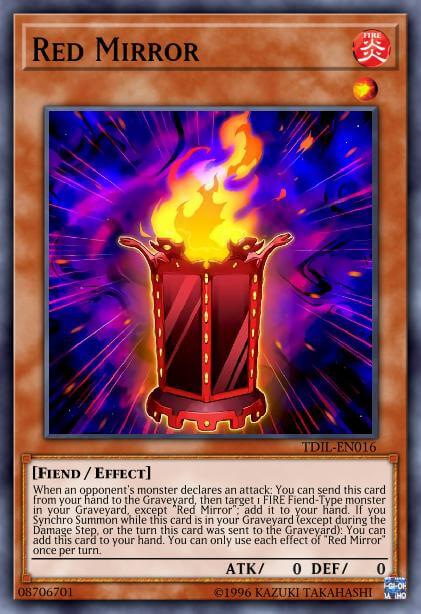 RED MIRROR
FIRE
炎
TDIL-EN016
[FIEND / EFFECT]
When an opponent's monster declares an attack: You can send this card
from your hand to the Graveyard, then target 1 FIRE Fiend-Type monster
in your Graveyard, except "Red Mirror"; add it to your hand. If you
Synchro Summon while this card is in your Graveyard (except during the
Damage Step, or the turn this card was sent to the Graveyard): You can
add this card to your hand. You can only use each effect of "Red Mirror"
once per turn.
ATK/ 0 DEF/ 0
08706701
©1996 KAZUKI TAKAHASHI